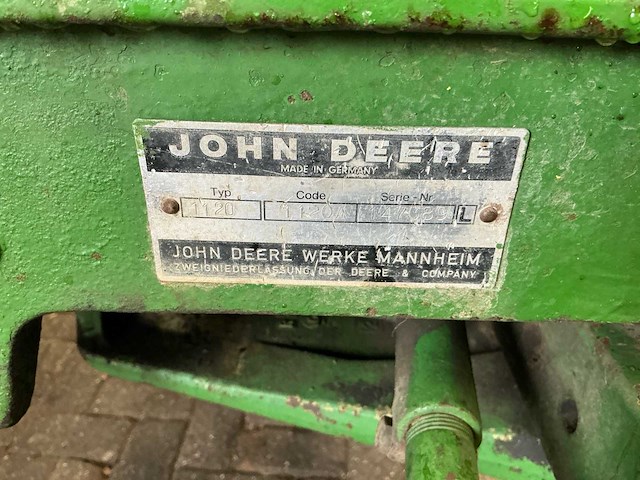 JOHN DEERE
MADE IN GERMANY
Typ Code Serie-Nr
1120 L
JOHN DEERE WERKE MANNHEIM
ZWEIGNIEDERLASSUNG DER DEERE & COMPANY